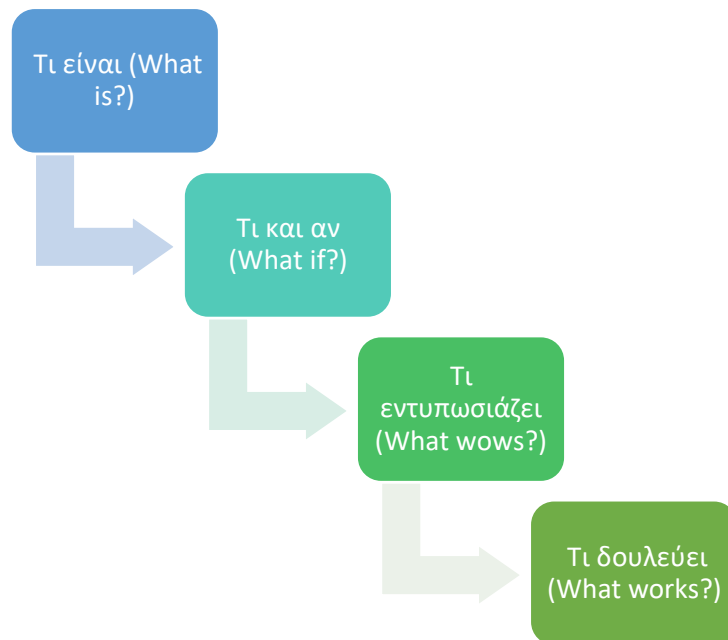 Τι είναι (What
is?)
Τι και αν
(What if?)
Τι
εντυπωσιάζει
(What wows?)
Τι δουλεύει
(What works?)